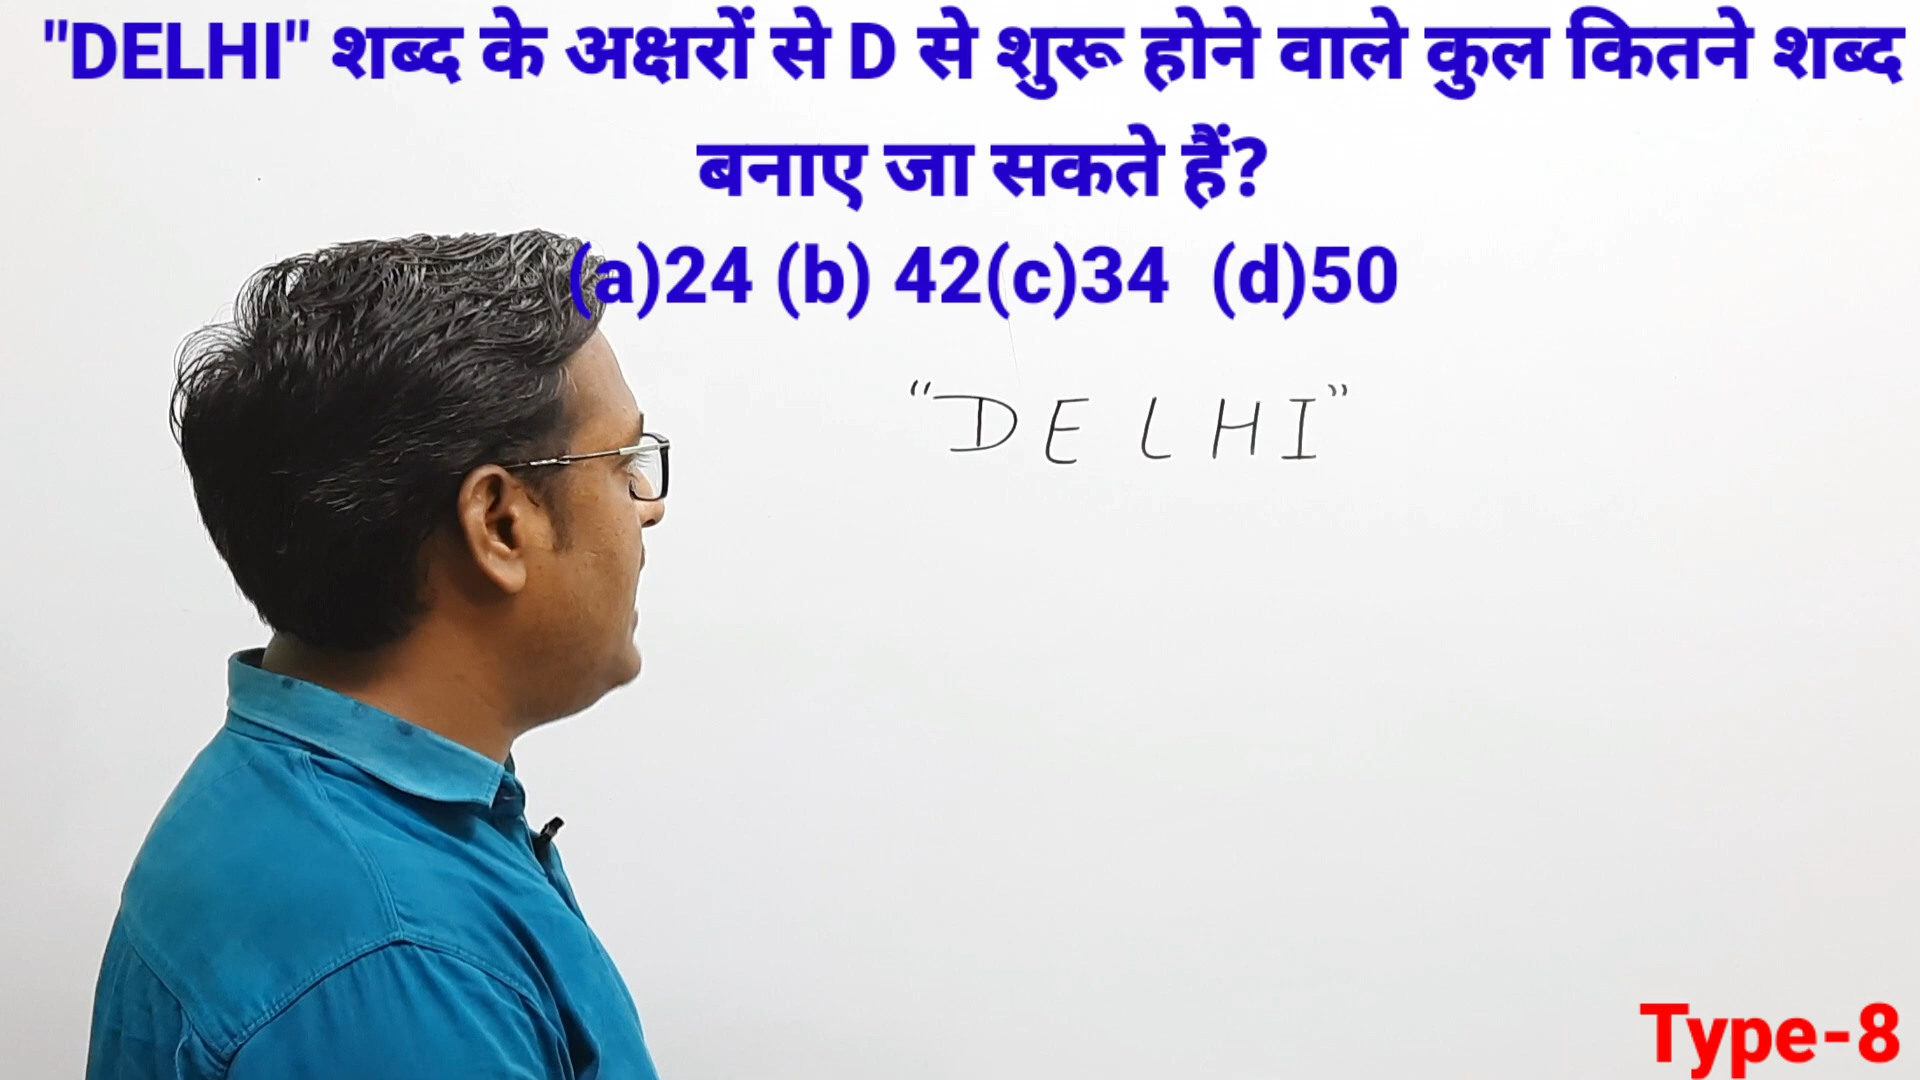 "DELHI" शब्द के अक्षरों से D से शुरू होने वाले कुल कितने शब्द
बनाए जा सकते हैं?
(a)24 (b) 42(c)34 (d)50
"DELHI"
Type-8